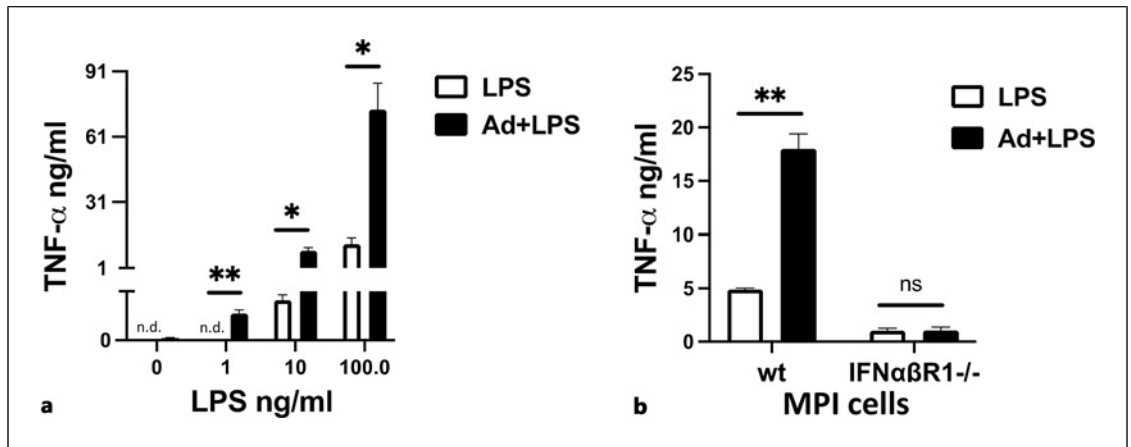 *
*
**
91
61
31
1
0
TNF-α ng/ml
n.d.
n.d.
0
1
10
100.0
LPS ng/ml
LPS
Ad+LPS
a
25
20
15
10
5
0
TNF-α ng/ml
**
ns
wt
IFNαβR1-/-
MPI cells
LPS
Ad+LPS
b